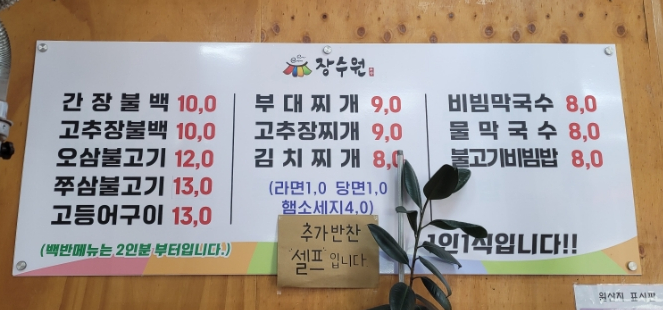 장수원
간장불백 10,0
고추장불백 10,0
오삼불고기 12,0
쭈삼불고기 13,0
고등어구이 13,0
(백반메뉴는 2인분 부터입니다.)
부대찌개 9,0
고추장찌개 9,0
김치찌개 8,0
(라면1,0 당면1,0
햄소세지4,0)
비빔막국수 8,0
물막국수 8,0
불고기비빔밥 8,0
1인1식입니다!!
추가반찬
"셀프"입니다
원산지 표시판